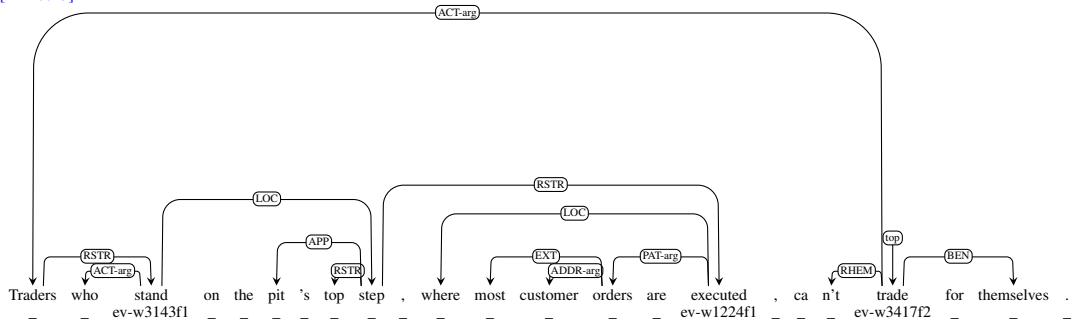 ACT-arg
RSTR
LOC
LOC
APP
top
RSTR ACT-arg RSTR EXT ADDR-arg PAT-arg RHEM BEN
Traders who stand on the pit 's top step , where most customer orders are executed , ca n't trade for themselves .
_ _ ev-w3143f1 _ _ _ _ _ _ _ _ _ _ _ _ ev-w1224f1 _ _ _ ev-w3417f2 _ _ _